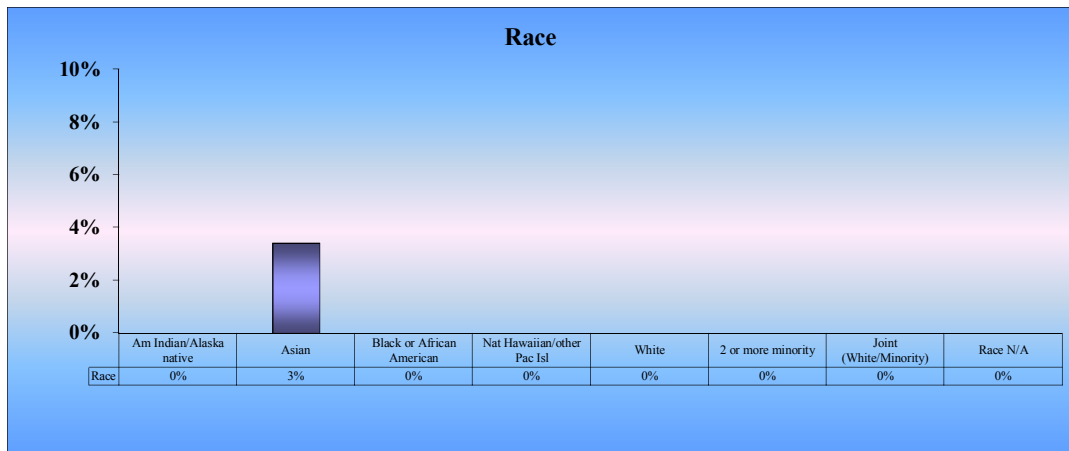 Race
10%
8%
6%
4%
2%
0%
Am Indian/Alaska native
Asian
Black or African American
Nat Hawaiian/other Pac Isl
White
2 or more minority
Joint (White/Minority)
Race N/A
Race 0% 3% 0% 0% 0% 0% 0% 0%